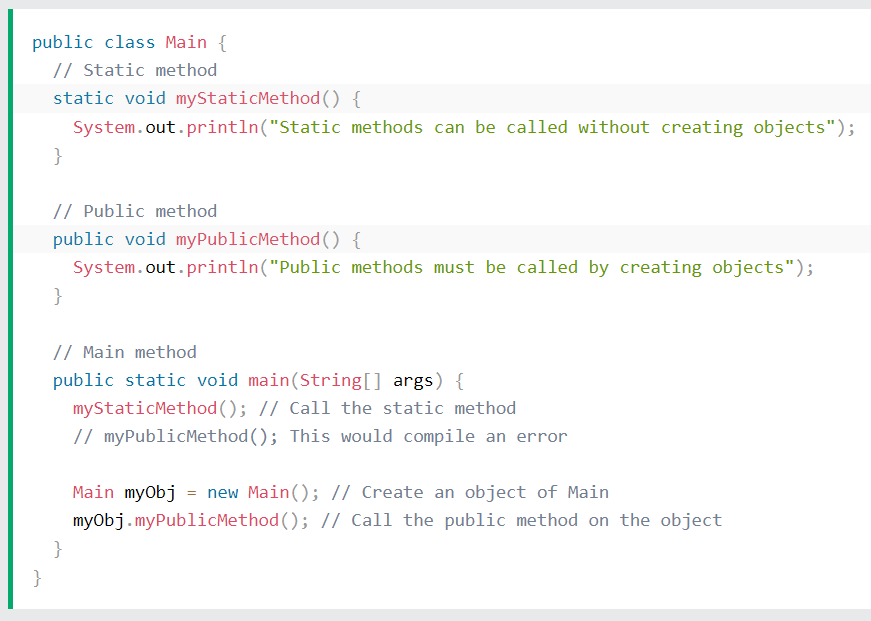 public class Main {
  // Static method
  static void myStaticMethod() {
    System.out.println("Static methods can be called without creating objects");
  }

  // Public method
  public void myPublicMethod() {
    System.out.println("Public methods must be called by creating objects");
  }

  // Main method
  public static void main(String[] args) {
    myStaticMethod(); // Call the static method
    // myPublicMethod(); This would compile an error

    Main myObj = new Main(); // Create an object of Main
    myObj.myPublicMethod(); // Call the public method on the object
  }
}